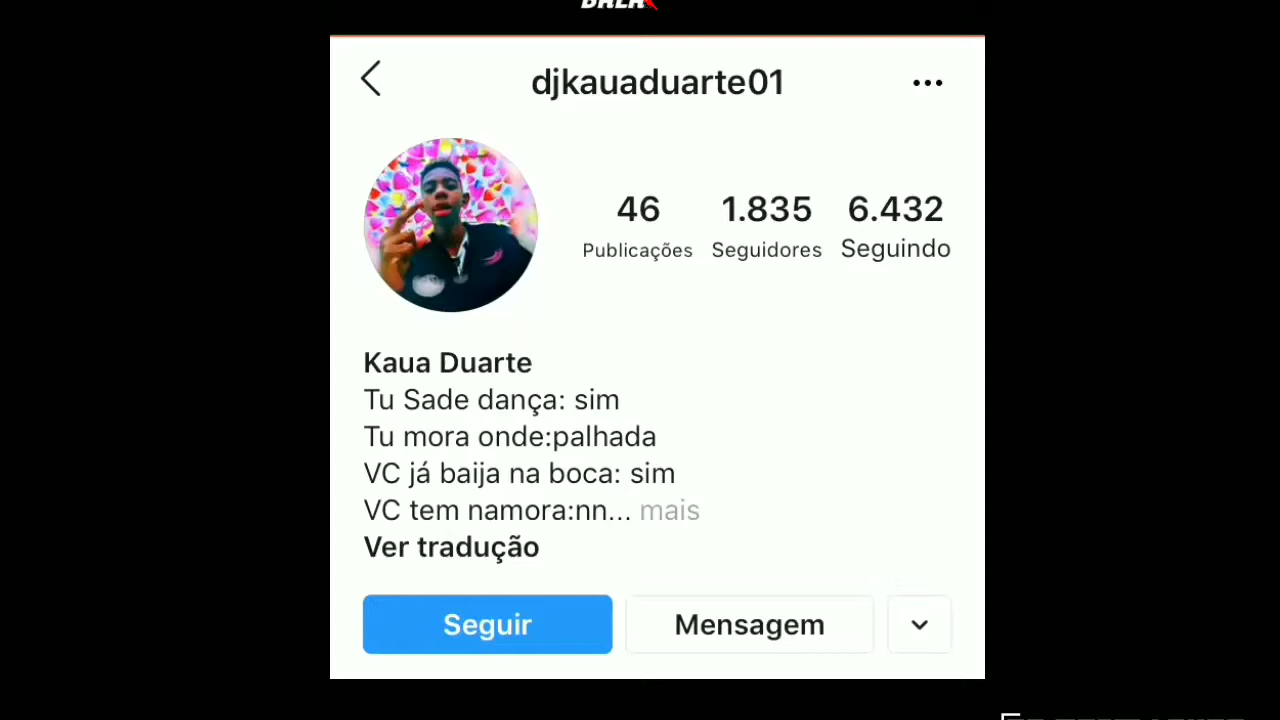 djkauaduarte01
46 1.835 6.432
Publicações Seguidores Seguindo
Kaua Duarte
Tu Sade dança: sim
Tu mora onde:palhada
VC já baija na boca: sim
VC tem namora:nn... mais
Ver tradução
Seguir Mensagem